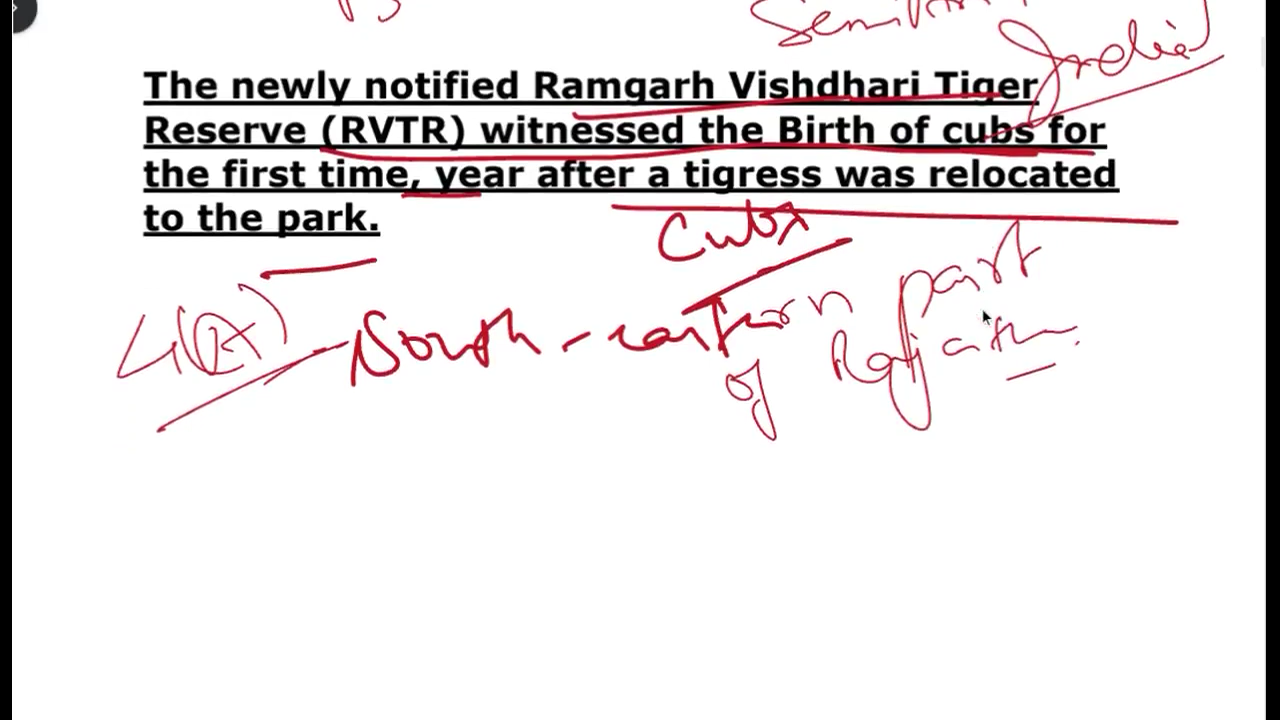 India
The newly notified Ramgarh Vishdhari Tiger
Reserve (RVTR) witnessed the Birth of cubs for
the first time, year after a tigress was relocated
to the park.
Cubs
South-eastern part
of Rajasthan